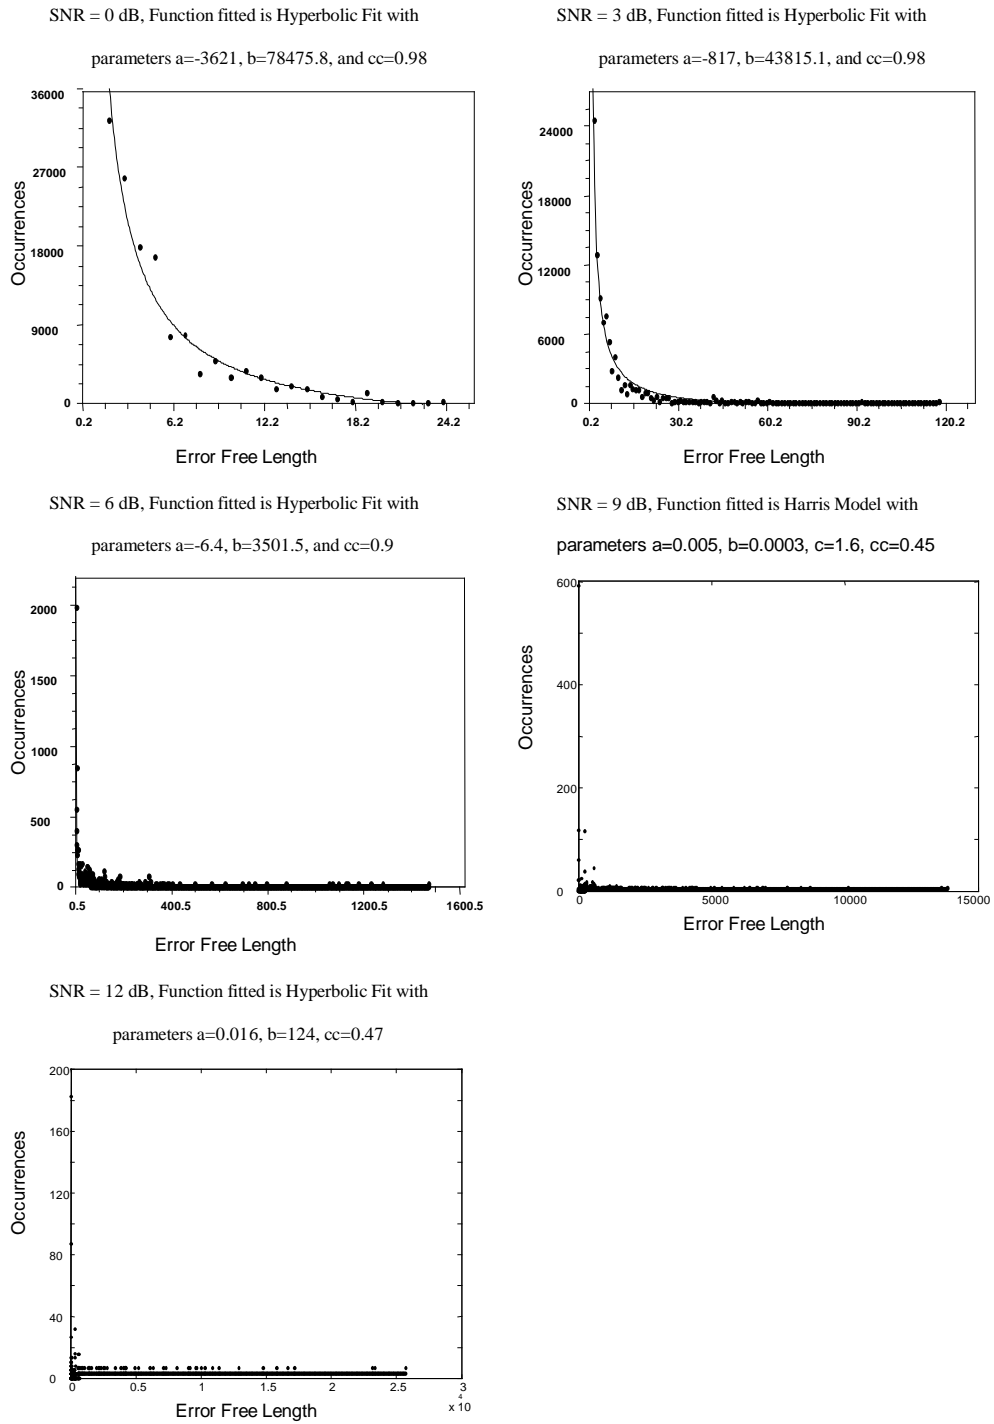 SNR = 0 dB, Function fitted is Hyperbolic Fit with
parameters a=-3621, b=78475.8, and cc=0.98
36000
27000
18000
9000
0
Occurrences
0.2
6.2
12.2
18.2
24.2
Error Free Length
SNR = 3 dB, Function fitted is Hyperbolic Fit with
parameters a=-817, b=43815.1, and cc=0.98
24000
18000
12000
6000
0
Occurrences
0.2
30.2
60.2
90.2
120.2
Error Free Length
SNR = 6 dB, Function fitted is Hyperbolic Fit with
parameters a=-6.4, b=3501.5, and cc=0.9
2000
1500
1000
500
0
Occurrences
0.5
400.5
800.5
1200.5
1600.5
Error Free Length
SNR = 9 dB, Function fitted is Harris Model with
parameters a=0.005, b=0.0003, c=1.6, cc=0.45
600
400
200
0
Occurrences
0
5000
10000
15000
Error Free Length
SNR = 12 dB, Function fitted is Hyperbolic Fit with
parameters a=0.016, b=124, cc=0.47
200
160
120
80
40
0
Occurrences
0
0.5
1
1.5
2
2.5
3
x 10
4
Error Free Length